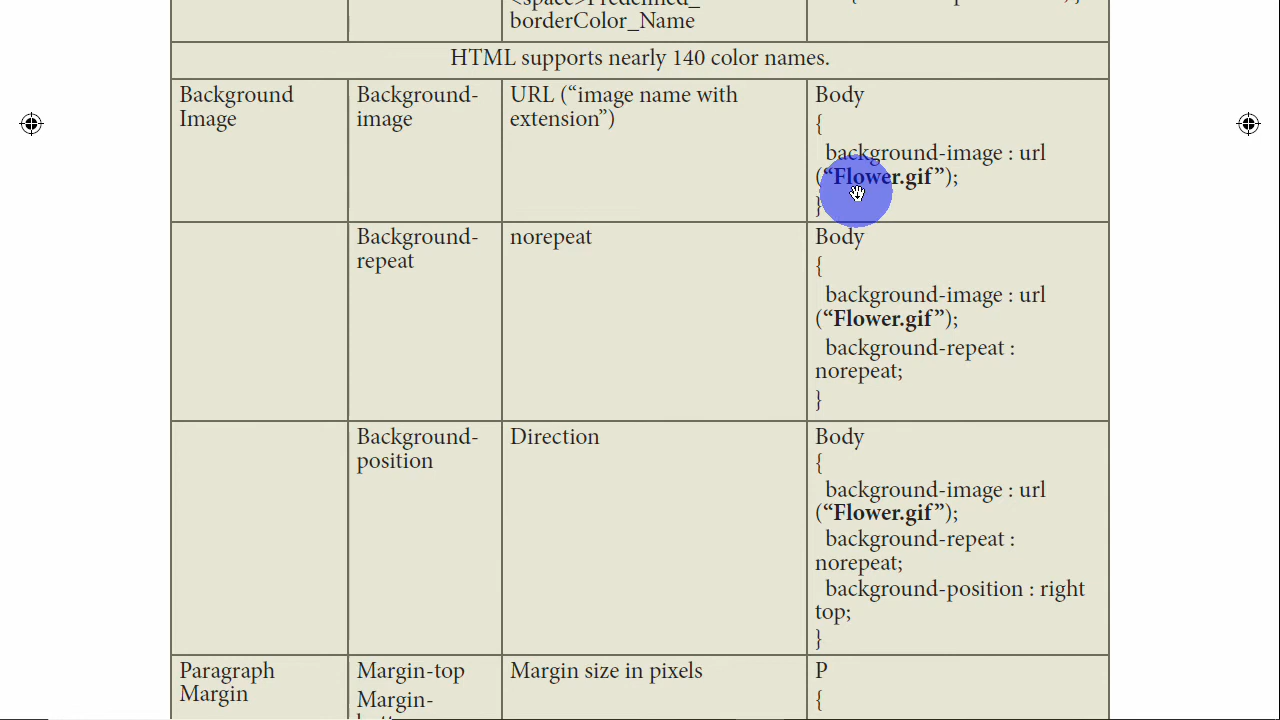 borderColor_Name
HTML supports nearly 140 color names.
Background
Image
Background-
image
URL (“image name with
extension”)
Body
{
background-image : url
(“Flower.gif”);
}
Background-
repeat
norepeat
Body
{
background-image : url
(“Flower.gif”);
background-repeat :
norepeat;
}
Background-
position
Direction
Body
{
background-image : url
(“Flower.gif”);
background-repeat :
norepeat;
background-position : right
top;
}
Paragraph
Margin
Margin-top
Margin-
Margin size in pixels
P
{